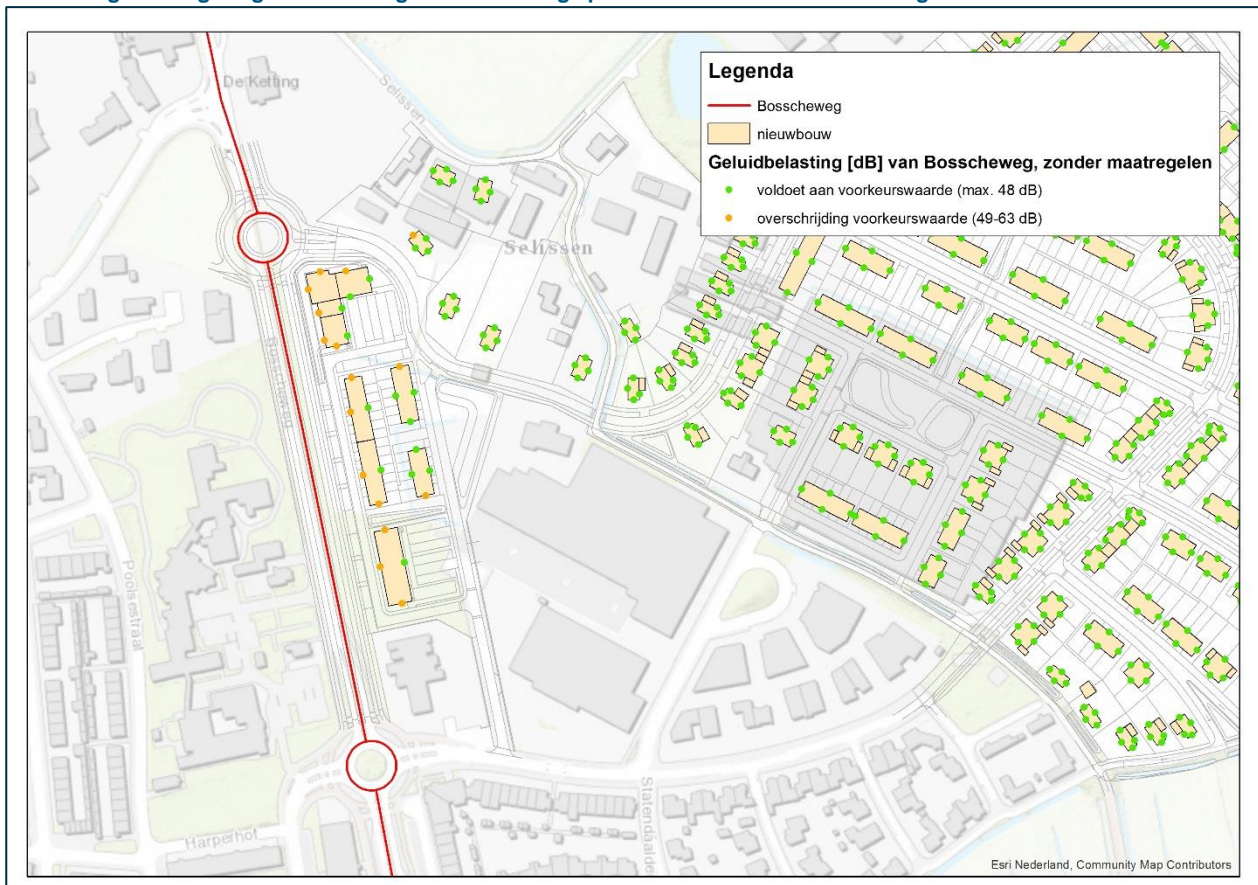 De Ketting
Selissen
Selissen
Bosscheweg
Poolsestraat
Harperhof
Statendaalde
Legenda
Bosscheweg
nieuwbouw
Geluidbelasting [dB] van Bosscheweg, zonder maatregelen
voldoet aan voorkeurswaarde (max. 48 dB)
overschrijding voorkeurswaarde (49-63 dB)
Esri Nederland, Community Map Contributors